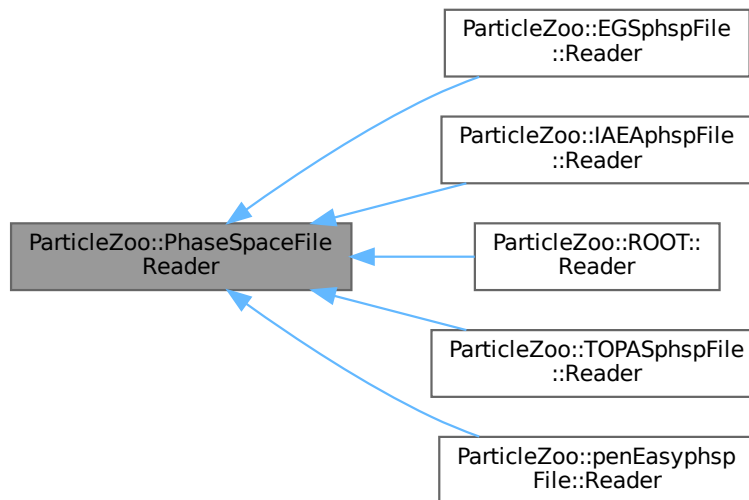 ParticleZoo::EGSphspFile
::Reader
ParticleZoo::IAEAphspFile
::Reader
ParticleZoo::PhaseSpaceFile
Reader
ParticleZoo::ROOT::
Reader
ParticleZoo::TOPASphspFile
::Reader
ParticleZoo::penEasyphsp
File::Reader